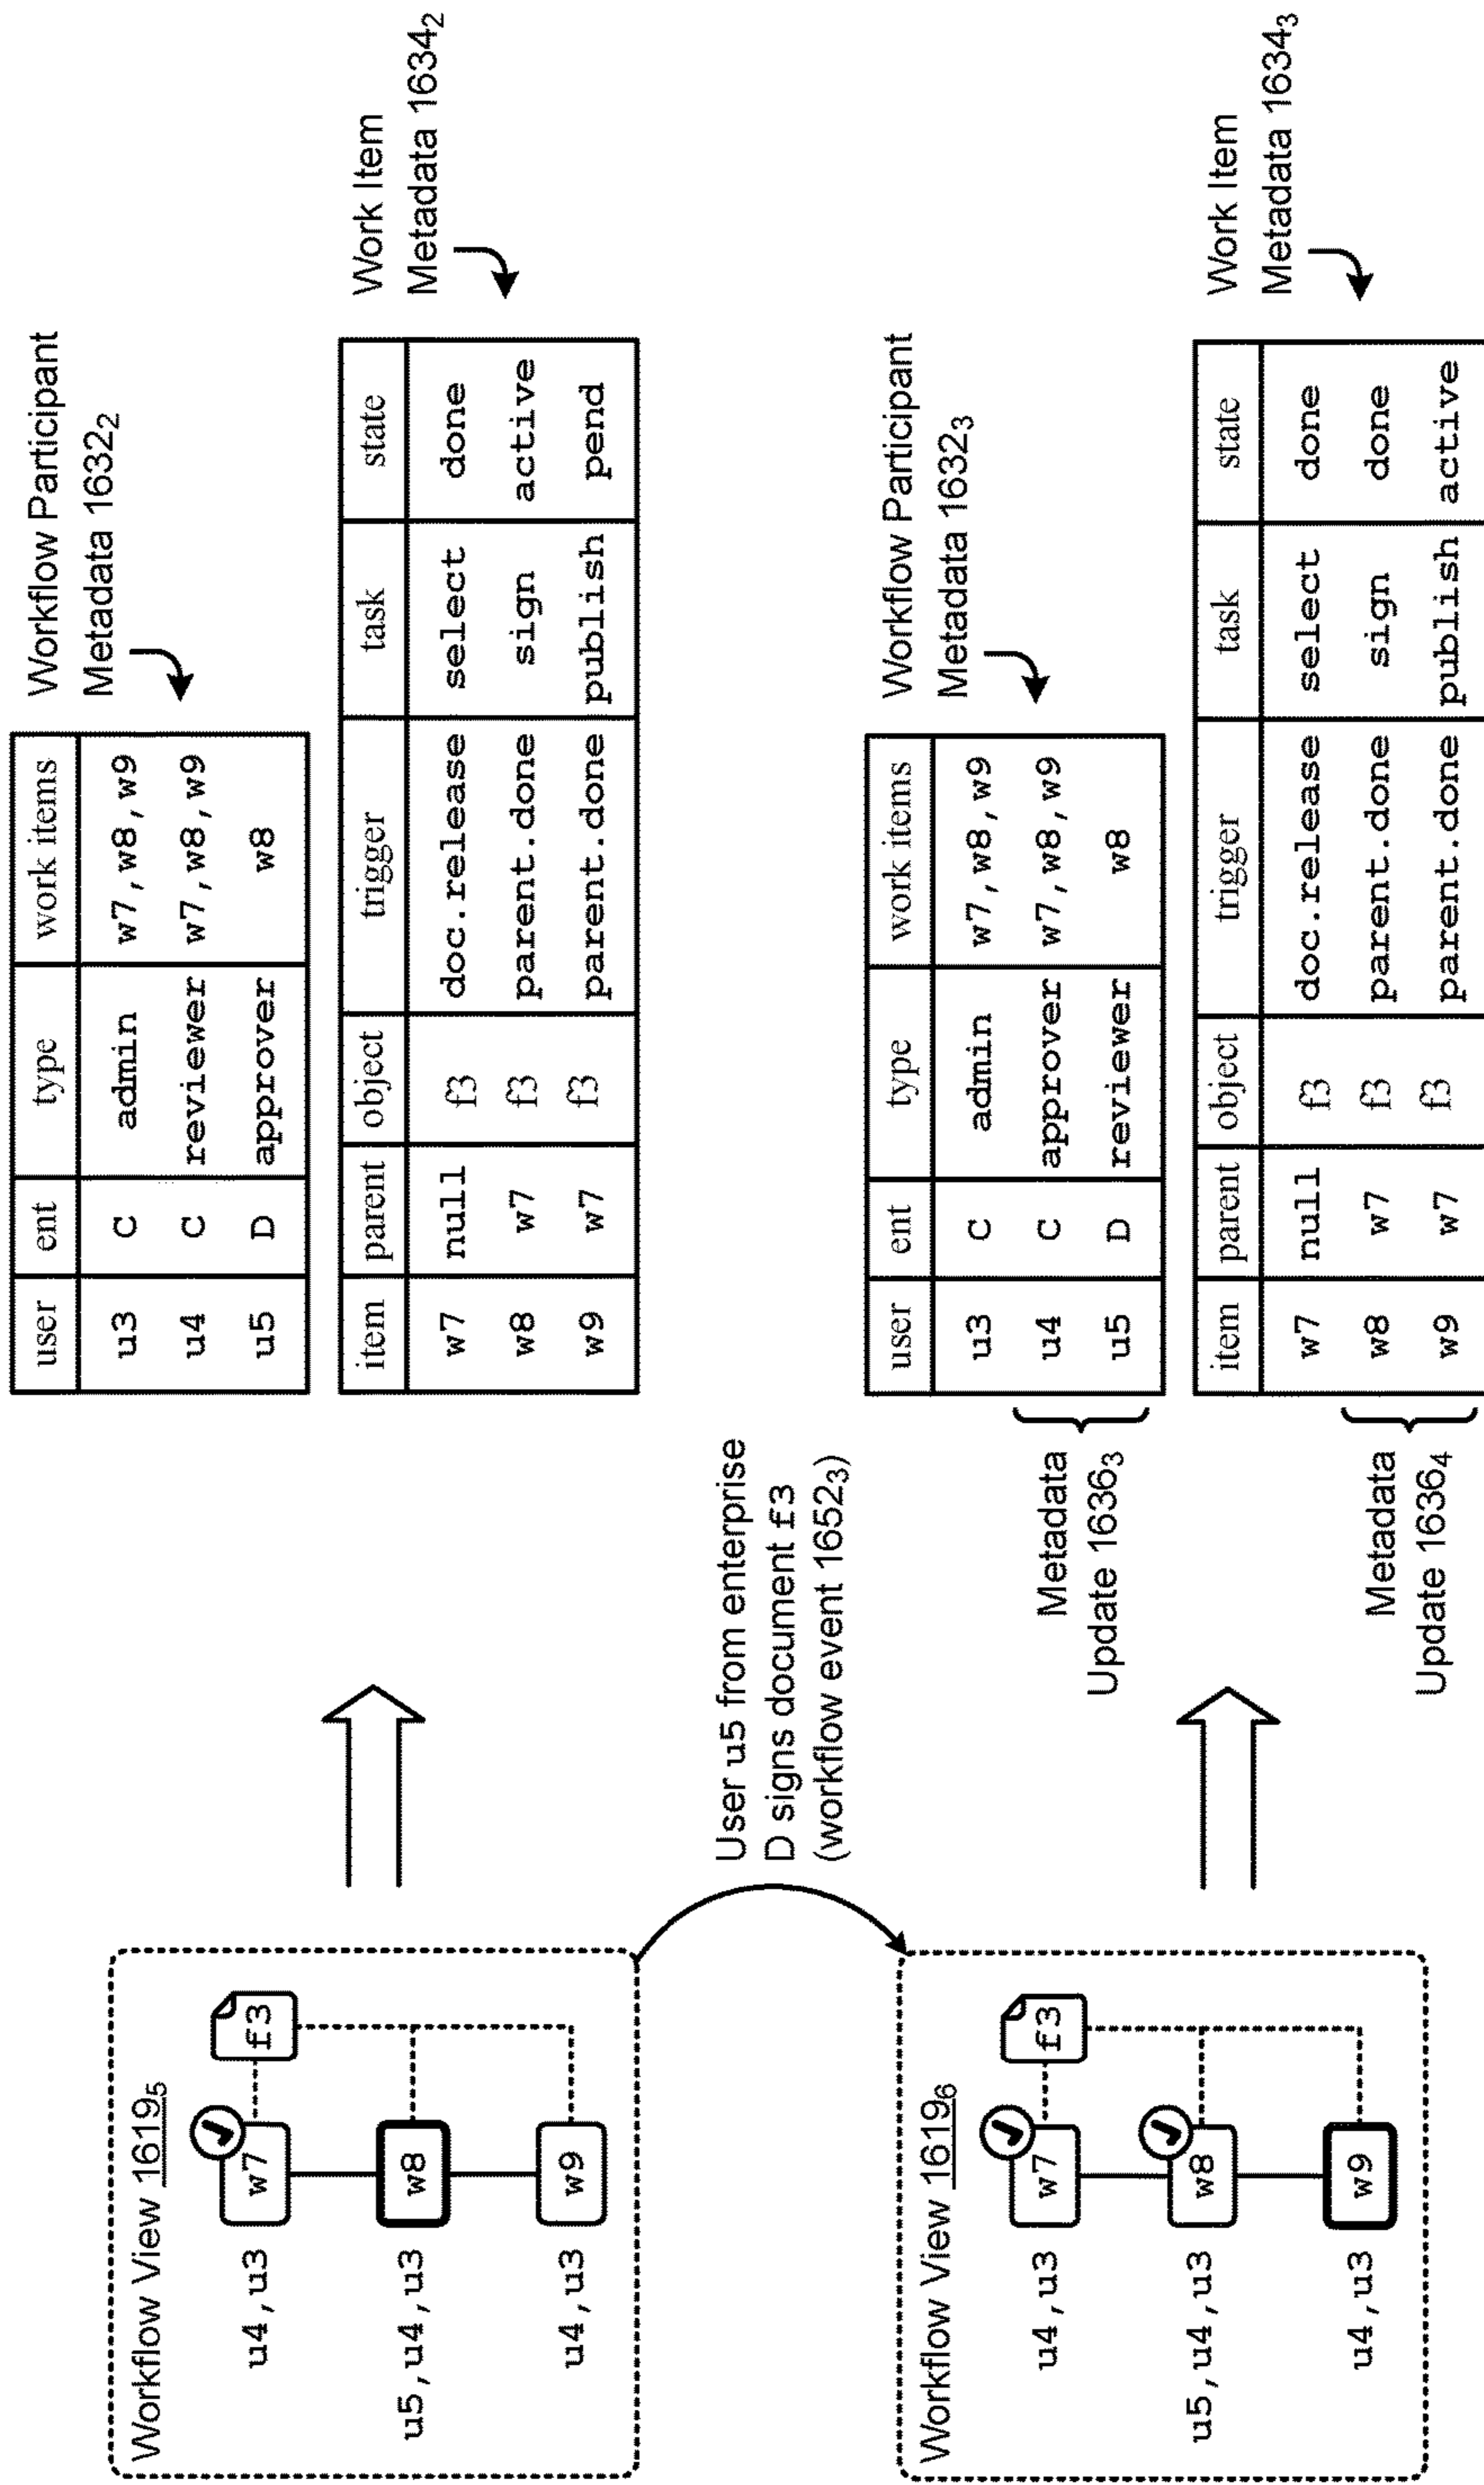 Workflow View 1619₅
w7
f3
u4,u3
w8
u5,u4,u3
w9
u4,u3
user ent type work items
u3 C admin w7,w8,w9
u4 C reviewer w7,w8,w9
u5 D approver w8
Workflow Participant
Metadata 1632₂
item parent object trigger task state
w7 null f3 doc.release select done
w8 w7 f3 parent.done sign active
w9 w7 f3 parent.done publish pend
Work Item
Metadata 1634₂
User u5 from enterprise
D signs document f3
(workflow event 1652₃)
Workflow View 1619₆
w7
f3
u4,u3
w8
u5,u4,u3
w9
u4,u3
Metadata
Update 1636₃
user ent type work items
u3 C admin w7,w8,w9
u4 C approver w7,w8,w9
u5 D reviewer w8
Workflow Participant
Metadata 1632₃
Metadata
Update 1636₄
item parent object trigger task state
w7 null f3 doc.release select done
w8 w7 f3 parent.done sign done
w9 w7 f3 parent.done publish active
Work Item
Metadata 1634₃